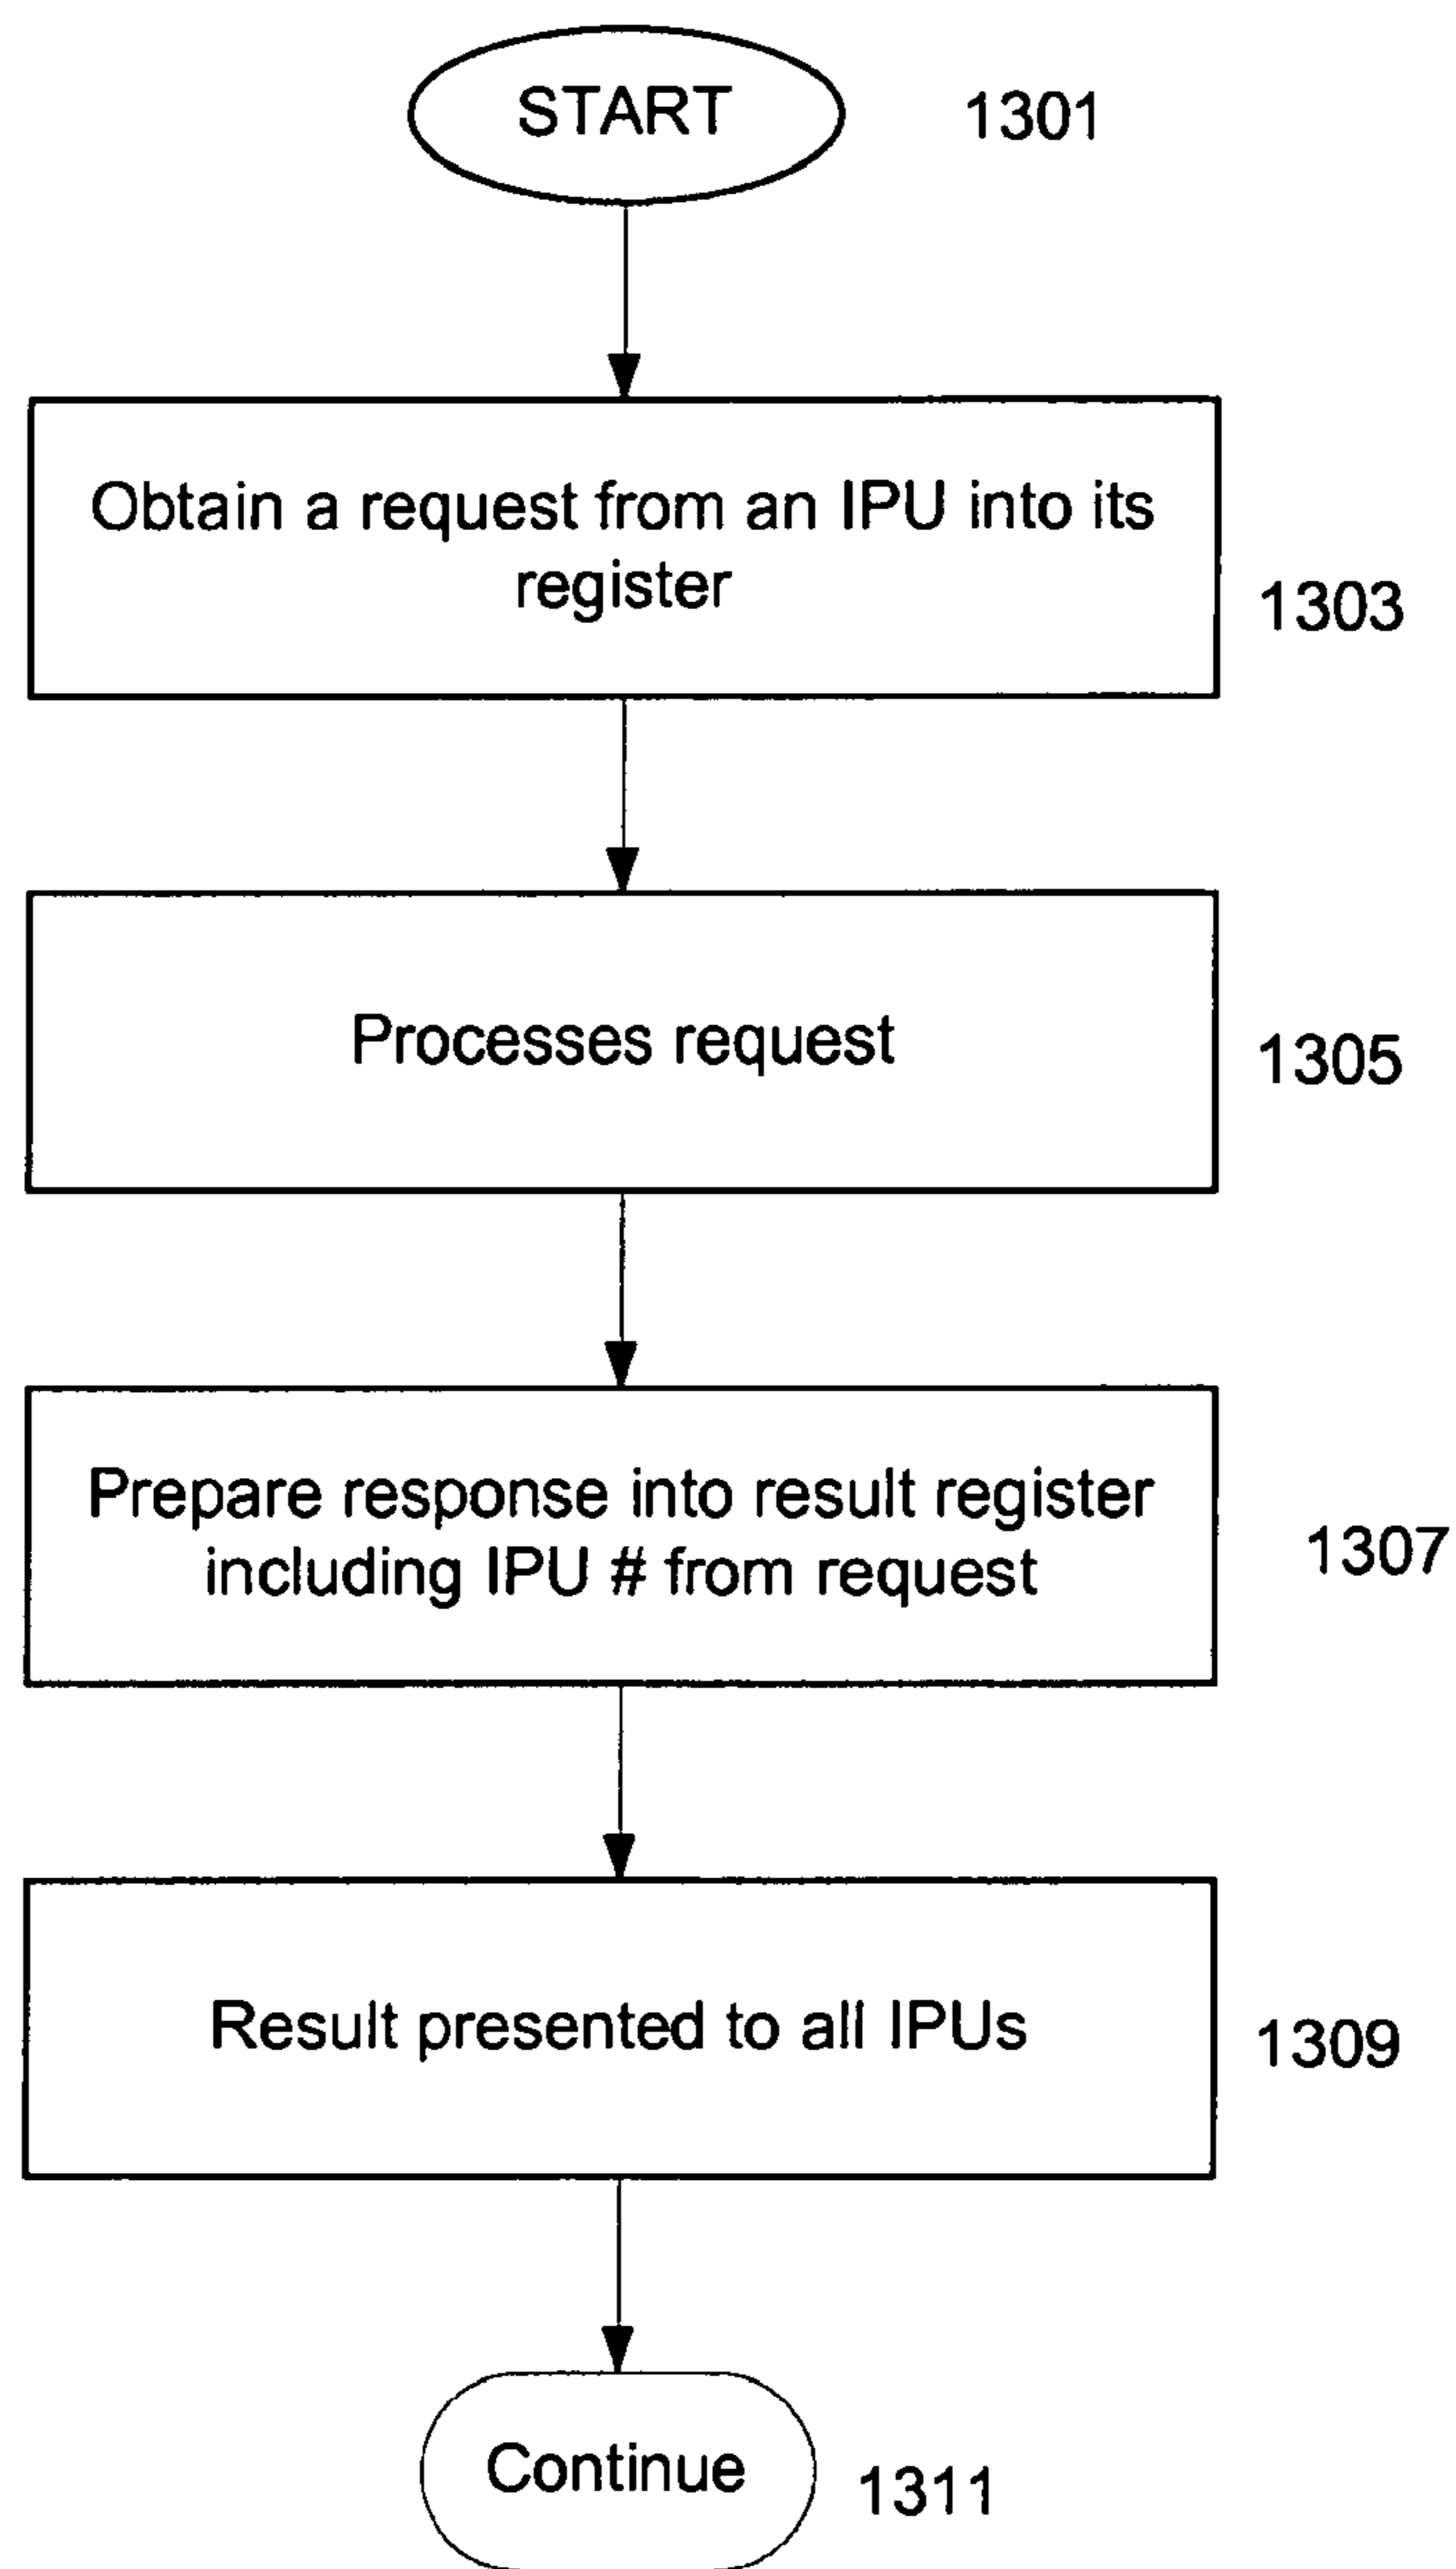 START
1301
Obtain a request from an IPU into its
register
1303
Processes request
1305
Prepare response into result register
including IPU # from request
1307
Result presented to all IPUs
1309
Continue
1311